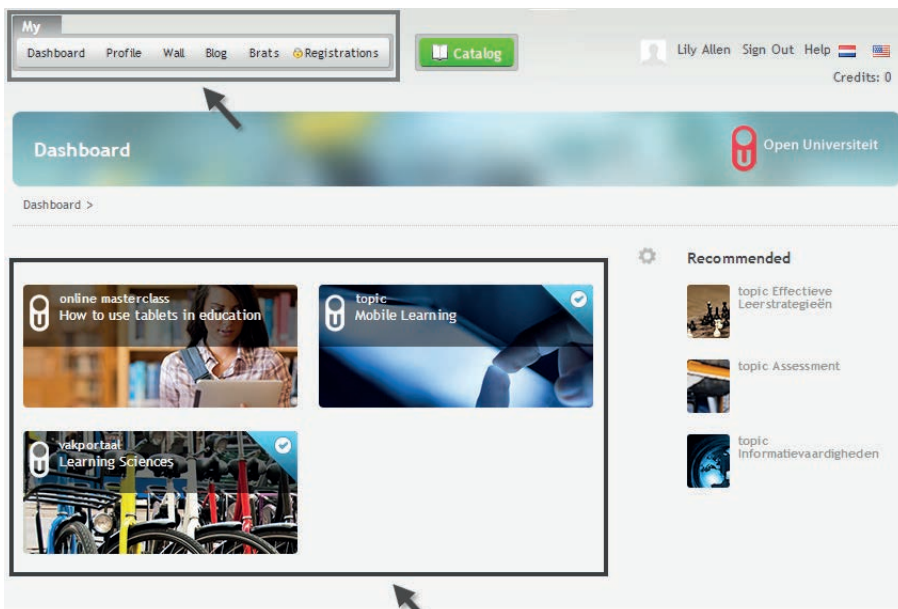 My
Dashboard Profile Wall Blog Brats Registrations
Catalog
Lily Allen Sign Out Help
Credits: 0
Dashboard
Open Universiteit
Dashboard >
online masterclass
How to use tablets in education
topic
Mobile Learning
vakportaal
Learning Sciences
Recommended
topic Effectieve
Leerstrategieën
topic Assessment
topic
Informatievaardigheden